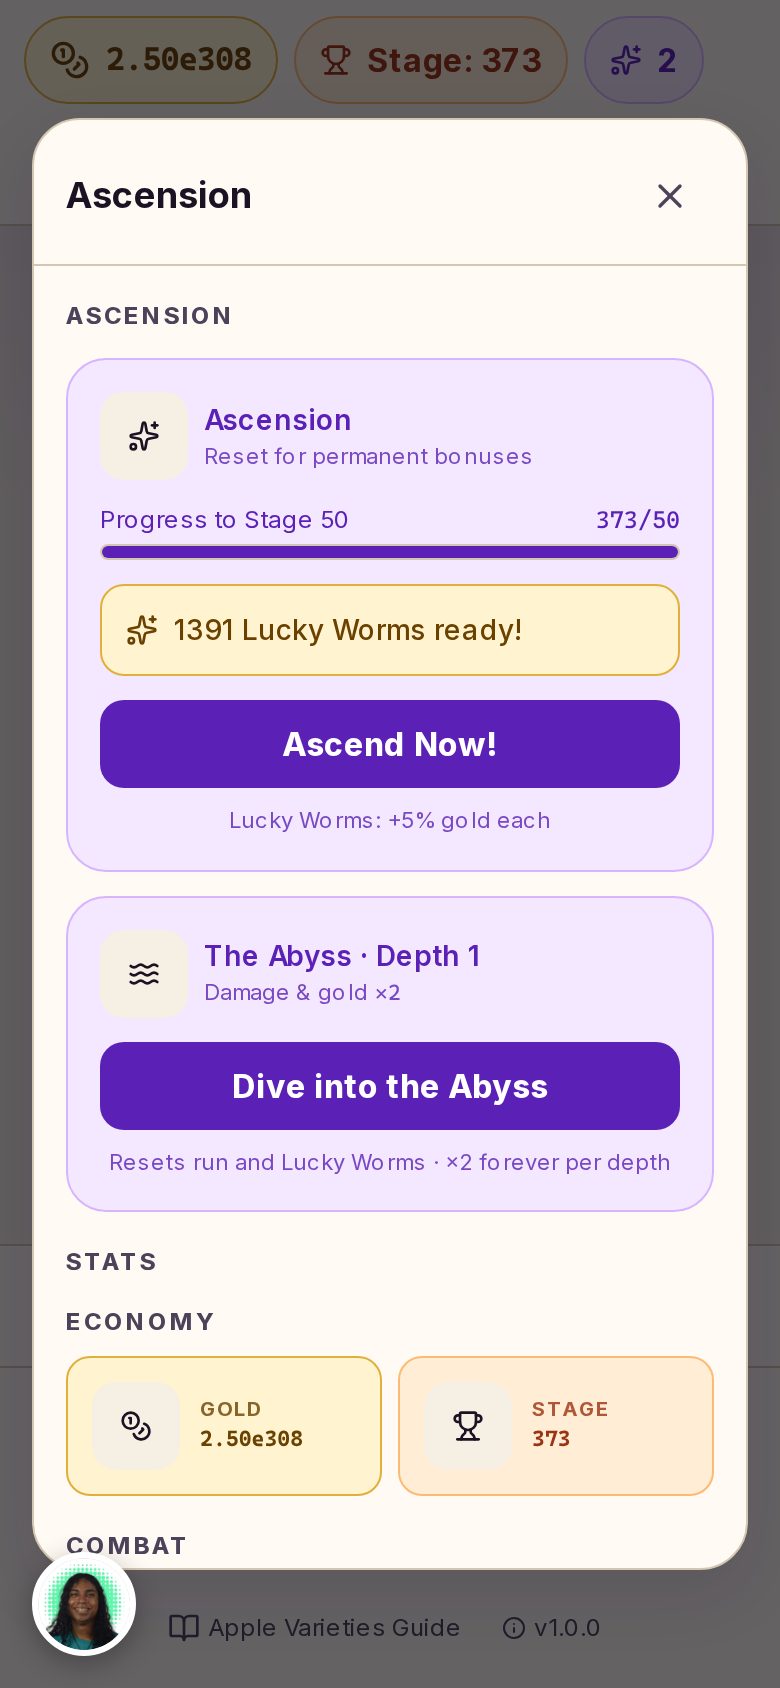 2.50e308
Stage: 373
2
Ascension
ASCENSION
Ascension
Reset for permanent bonuses
Progress to Stage 50
373/50
1391 Lucky Worms ready!
Ascend Now!
Lucky Worms: +5% gold each
The Abyss · Depth 1
Damage & gold ×2
Dive into the Abyss
Resets run and Lucky Worms · ×2 forever per depth
STATS
ECONOMY
GOLD
2.50e308
STAGE
373
COMBAT
Apple Varieties Guide
v1.0.0